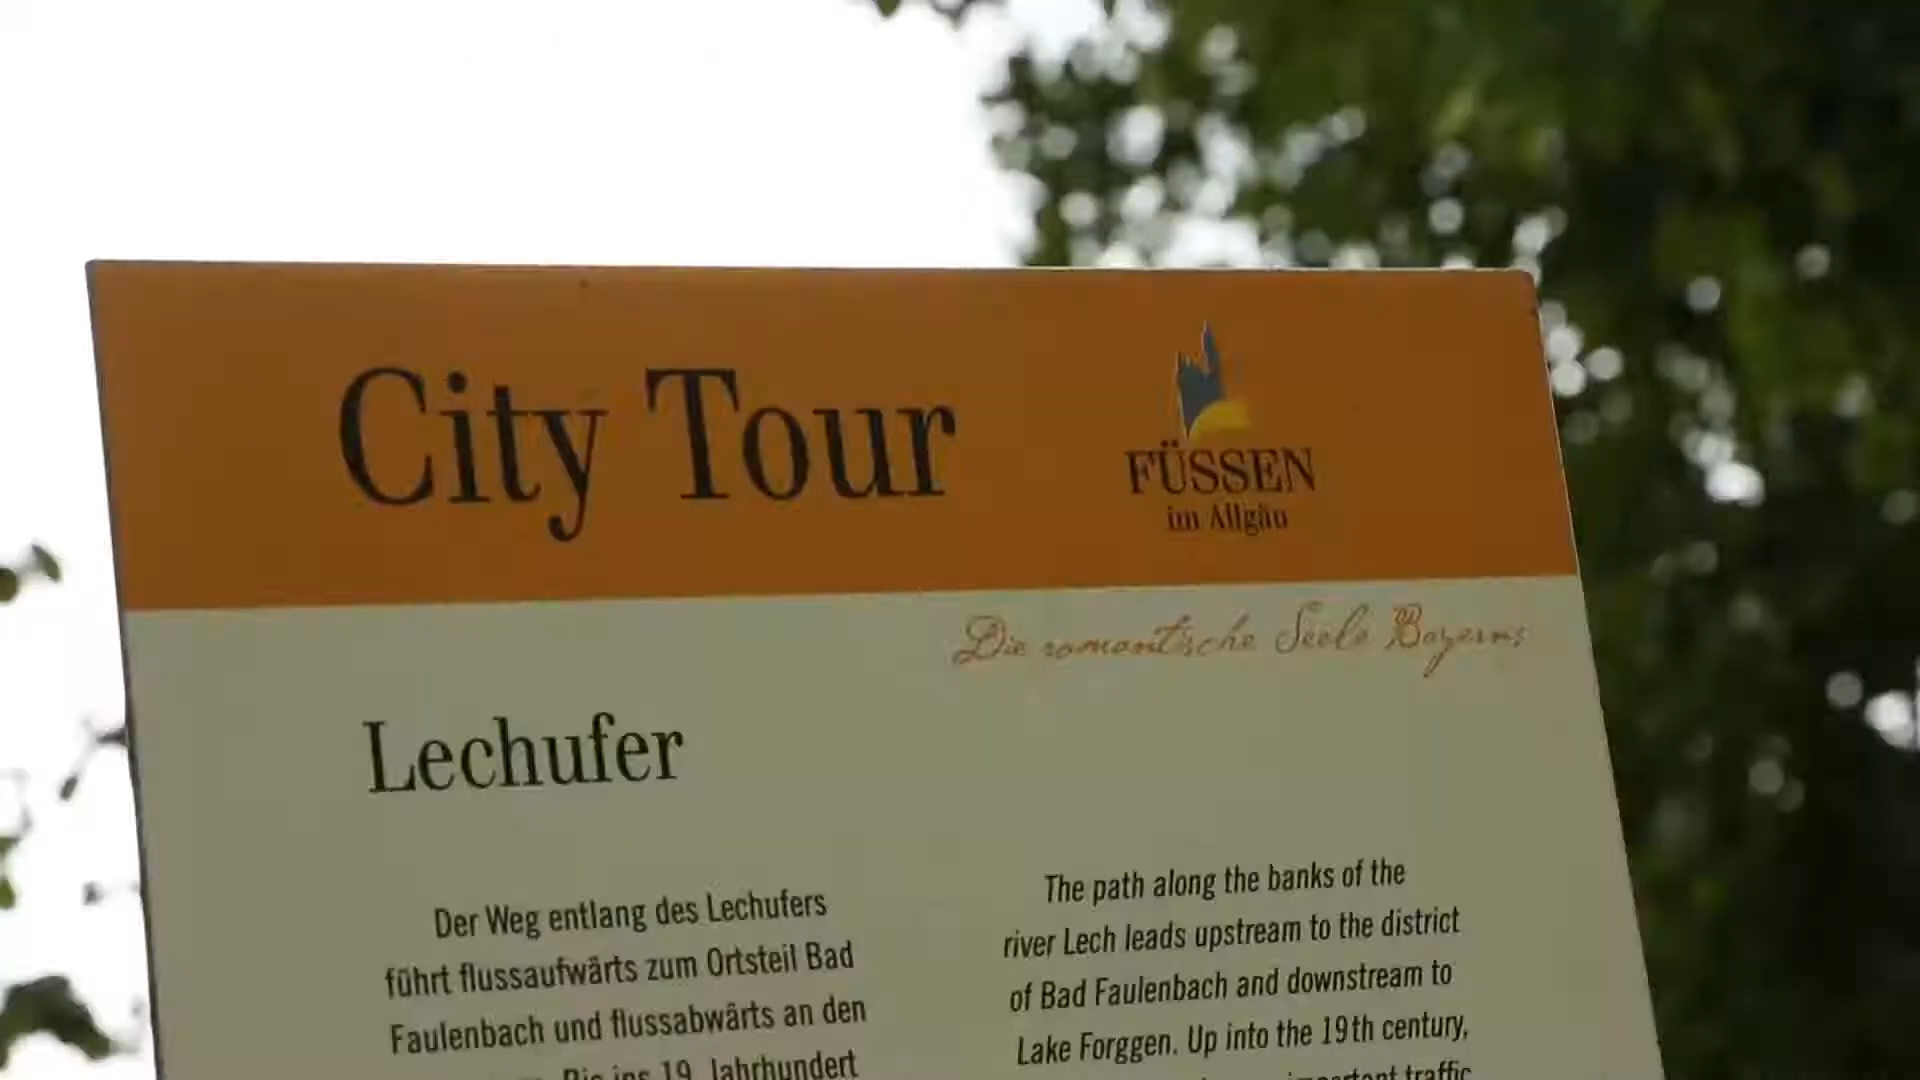 City Tour
FÜSSEN
im Allgäu
Die romantische Seele Bayerns
Lechufer
Der Weg entlang des Lechufers
führt flussaufwärts zum Ortsteil Bad
Faulenbach und flussabwärts an den
Bis ins 19. Jahrhundert
The path along the banks of the
river Lech leads upstream to the district
of Bad Faulenbach and downstream to
Lake Forggen. Up into the 19th century,
important traffic